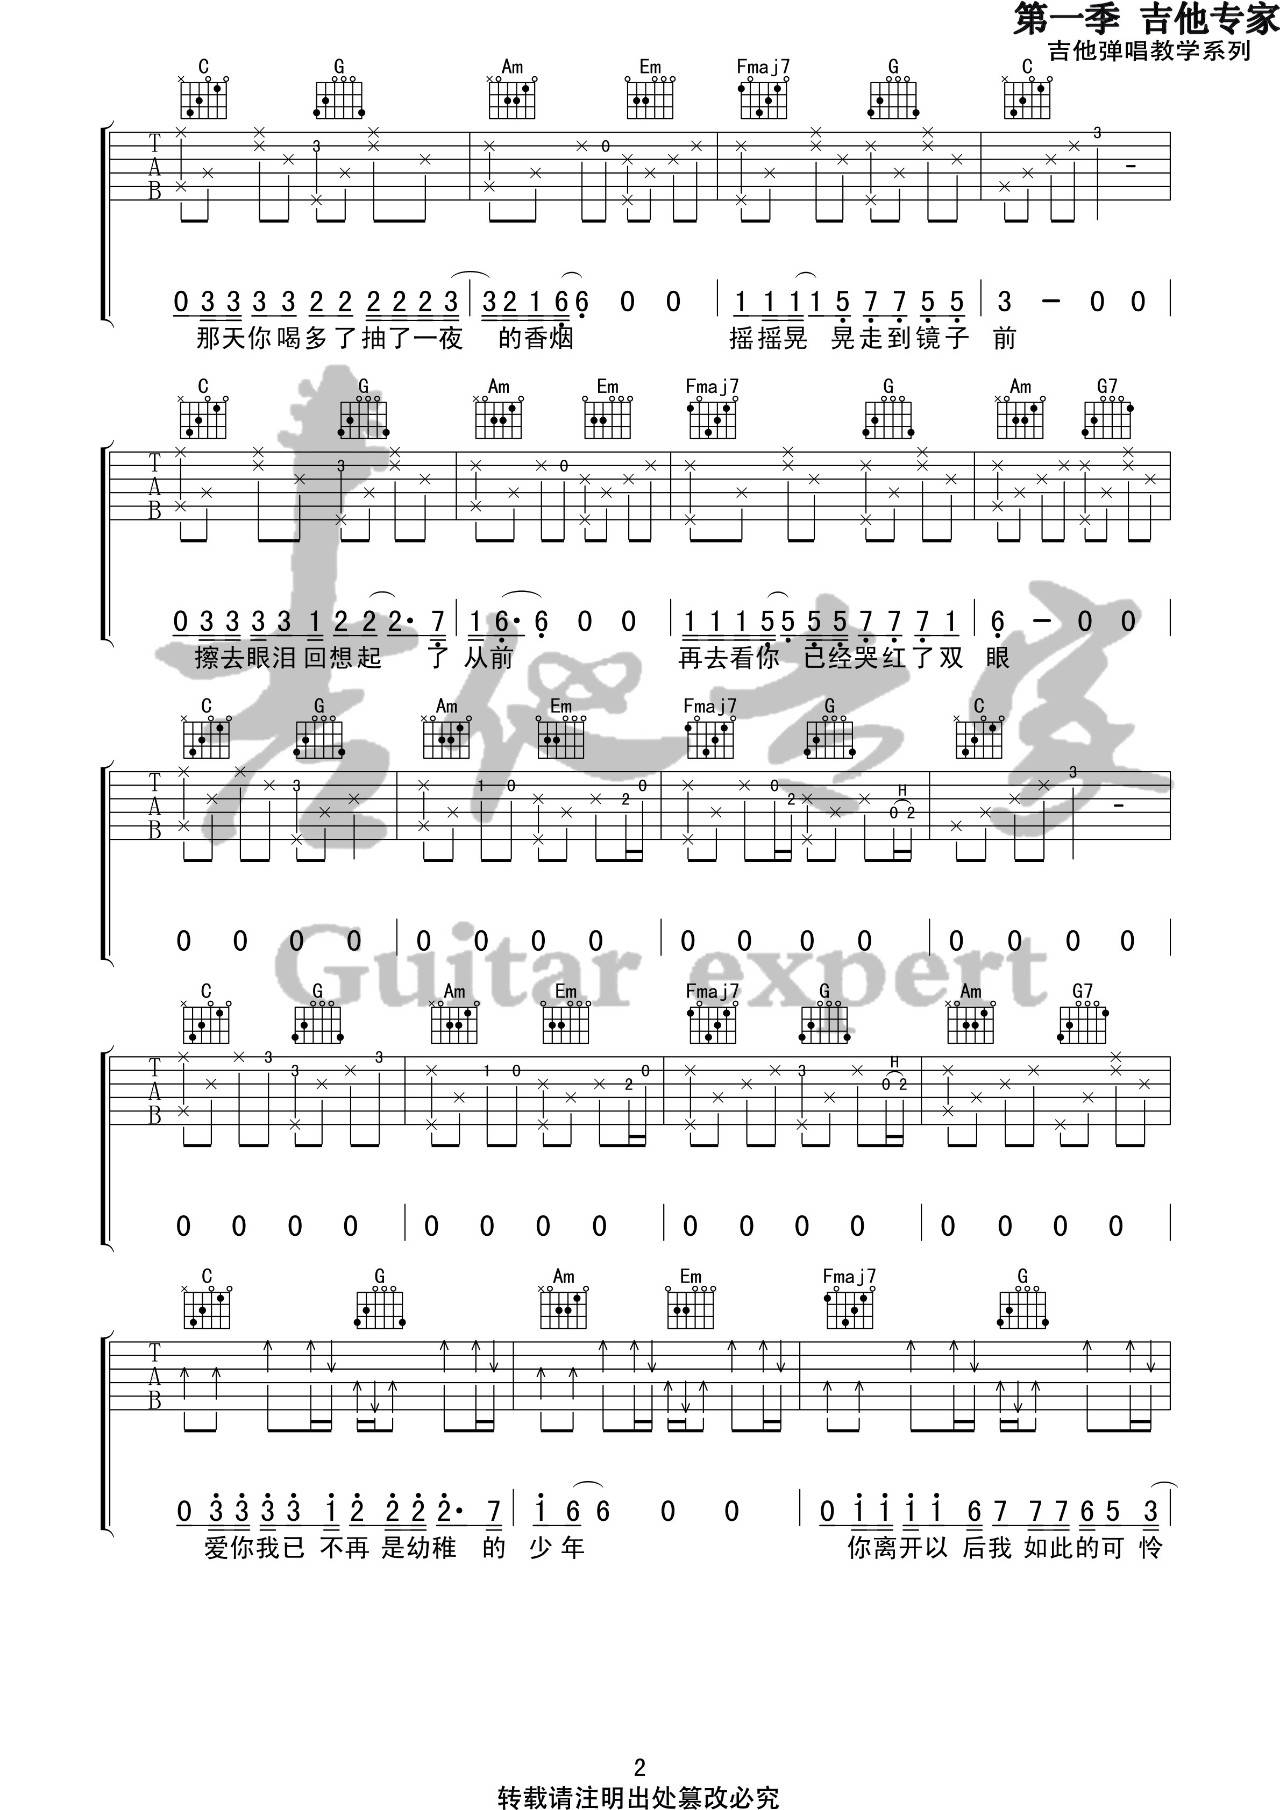 第一季 吉他专家
吉他弹唱教学系列
C G Am Em Fmaj7 G C
T 3 0 3
A
B
0 3 3 3 3 2 2 2 2 2 3 3 2 1 6 6 0 0 1 1 1 1 5 7 7 5 5 3 - 0 0
那天你喝多了抽了一夜 的香烟 摇摇晃 晃走到镜子 前
C G Am Em Fmaj7 G Am G7
T 3 0
A
B
0 3 3 3 3 1 2 2 2· 7 1 6· 6 0 0 1 1 1 5 5 5 5 7 7 7 1 6 - 0 0
擦去眼泪回想起 了 从前 再去看你 已经哭红了双 眼
C G Am Em Fmaj7 G C
T 3 1 0 0 0 3
A 2 2 H
B 0 2
0 0 0 0 0 0 0 0 0 0 0 0 0 0 0 0
Guitar expert
C G Am Em Fmaj7 G Am G7
T 3 3 3 1 0 0 3 H
A 2 0 2
B
0 0 0 0 0 0 0 0 0 0 0 0 0 0 0 0
C G Am Em Fmaj7 G
T
A
B
0 3 3 3 3 1 2 2 2 2· 7 1 6 6 0 0 0 1 1 1 1 6 7 7 7 6 5 3
爱你我已 不再 是幼稚 的 少年 你离开以 后我 如此的可 怜
2
转载请注明出处篡改必究